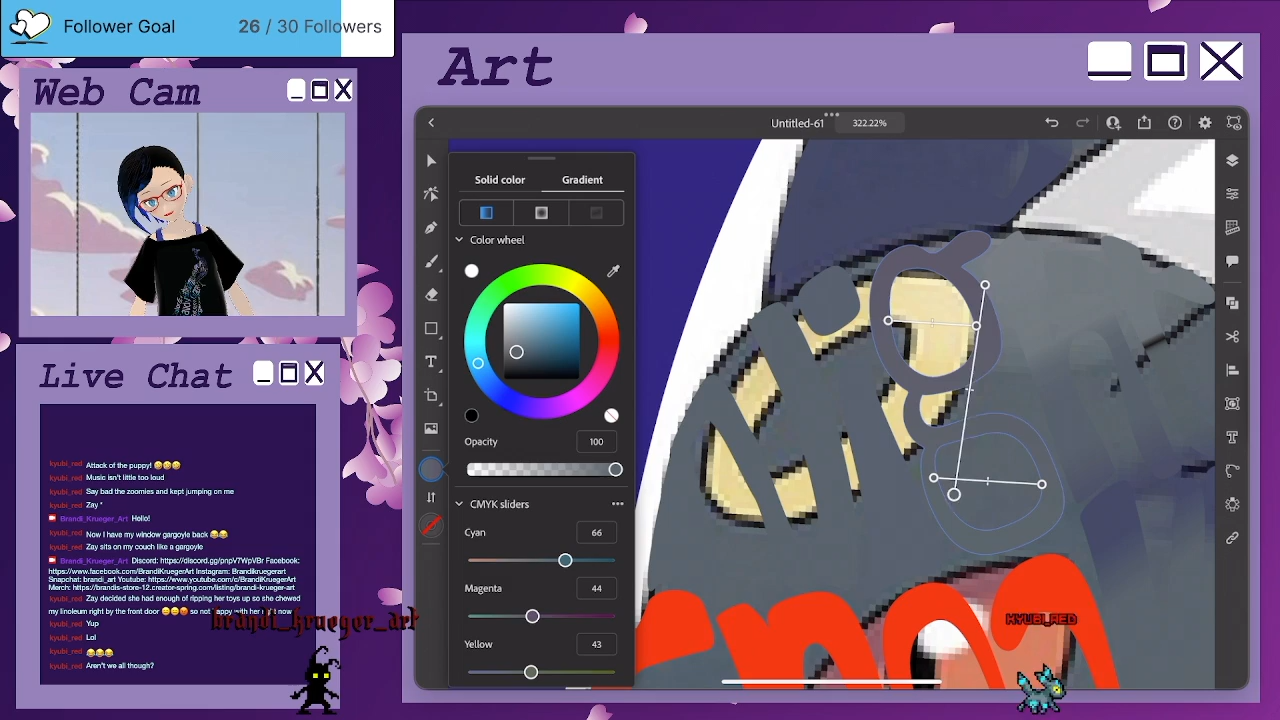 Follower Goal 26 / 30 Followers
Web Cam
Art
Untitled-61 322.22%
Solid color Gradient
Color wheel
Opacity 100
CMYK sliders
Cyan 66
Magenta 44
Yellow 43
Live Chat
kyubi_red Attack of the puppy!
kyubi_red Music isn't little too loud
kyubi_red Say bad the zoomies and kept jumping on me
kyubi_red Zay *
Brandi_Krueger_Art Hello!
kyubi_red Now I have my window gargoyle back
kyubi_red Zay sits on my couch like a gargoyle
Brandi_Krueger_Art Discord: https://discord.gg/pnpV7WpVBr Facebook:
https://www.facebook.com/BrandiKruegerArt Instagram: Brandikruegerart
Snapchat: brandi_art Youtube: https://www.youtube.com/c/BrandiKruegerArt
Merch: https://brandis-store-12.creator-spring.com/listing/brandi-krueger-art
kyubi_red Zay decided she had enough of ripping her toys up so she chewed
my linoleum right by the front door so not happy with her right now
kyubi_red Yup
kyubi_red Lol
kyubi_red
kyubi_red Aren't we all though?
brandi_krueger_art
KYUBI_RED